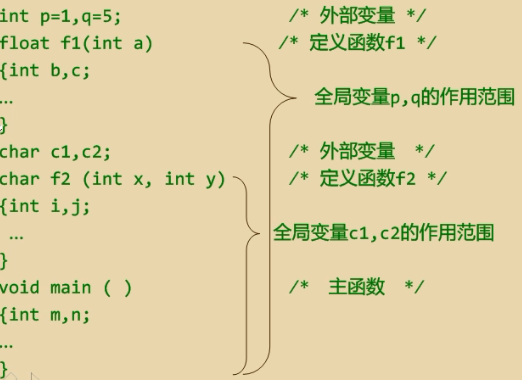 int p=1,q=5; /* 外部变量 */
float f1(int a) /* 定义函数f1 */
{int b,c;
… 全局变量p,q的作用范围
}
char c1,c2; /* 外部变量 */
char f2 (int x, int y) /* 定义函数f2 */
{int i,j;
… 全局变量c1,c2的作用范围
}
void main ( ) /* 主函数 */
{int m,n;
…
}